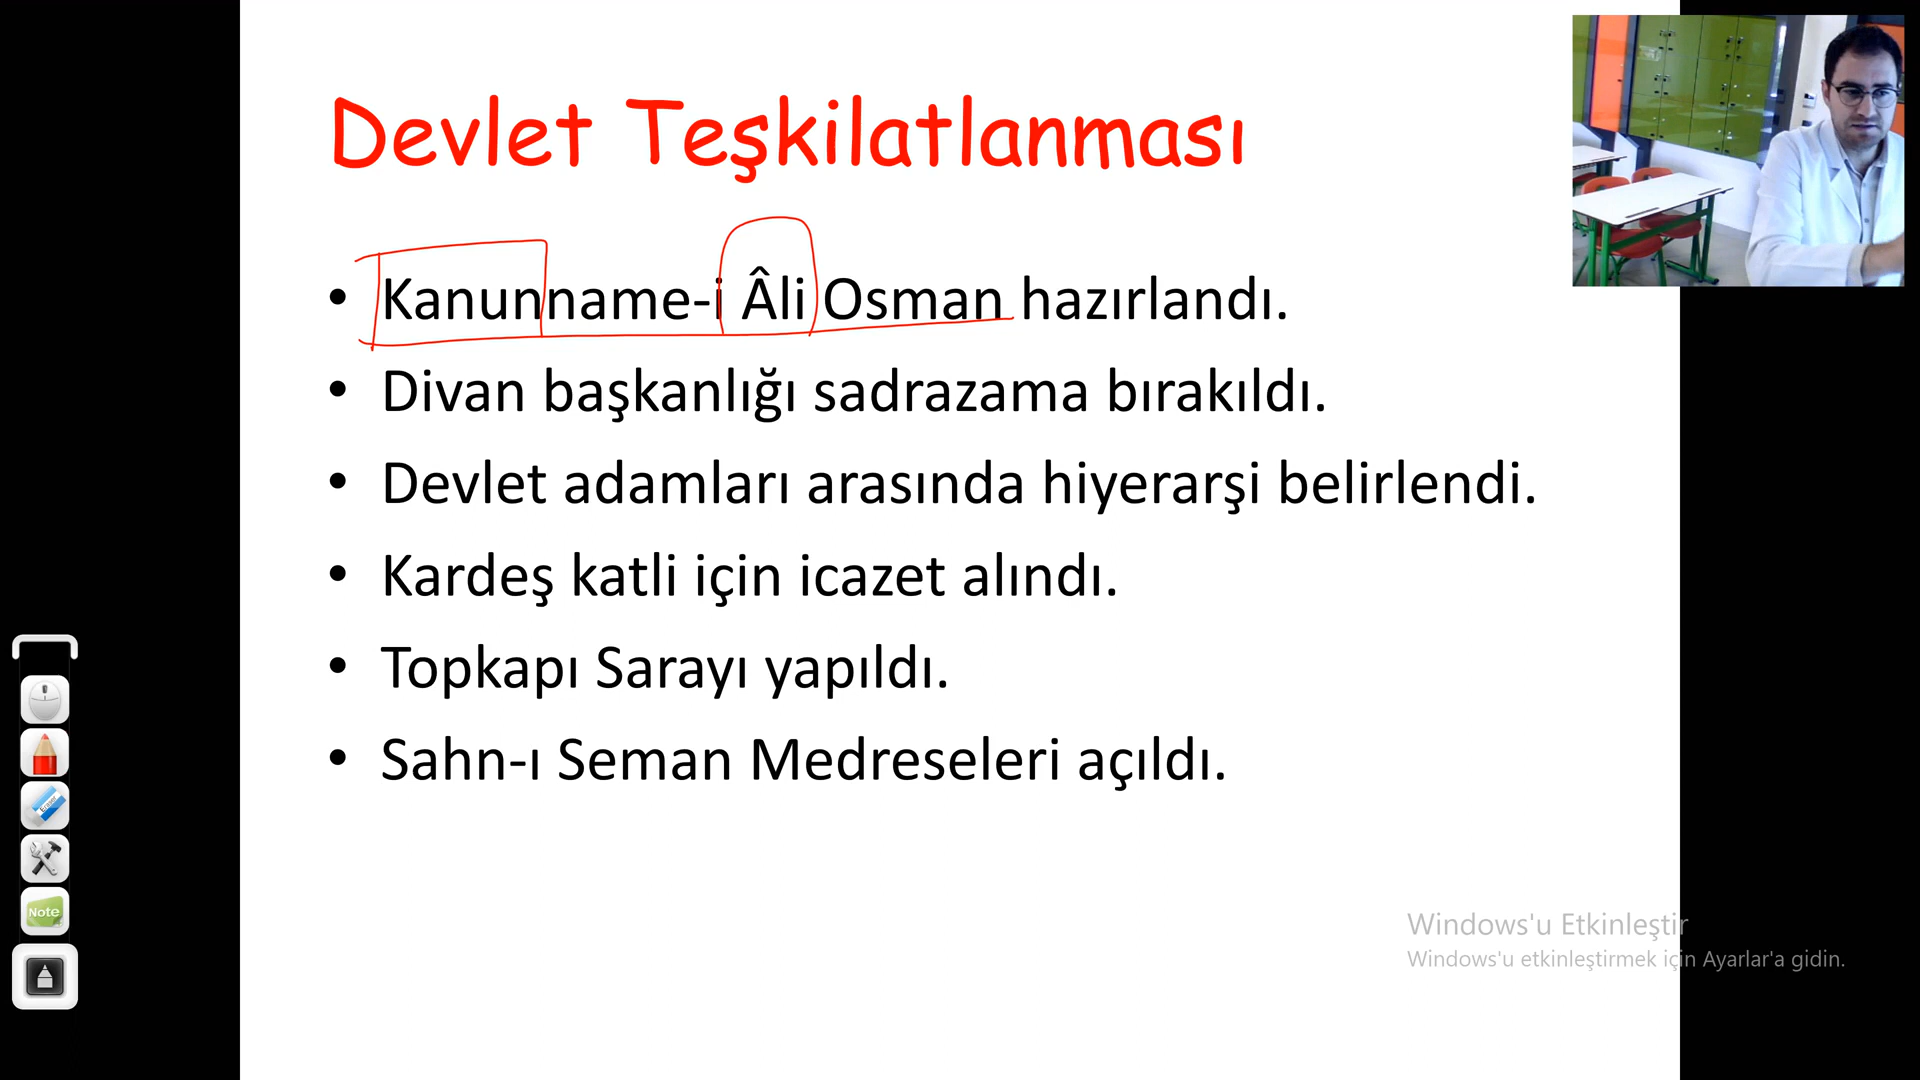 Devlet Teşkilatlanması
• Kanunname-i Âli Osman hazırlandı.
• Divan başkanlığı sadrazama bırakıldı.
• Devlet adamları arasında hiyerarşi belirlendi.
• Kardeş katli için icazet alındı.
• Topkapı Sarayı yapıldı.
• Sahn-ı Seman Medreseleri açıldı.
Note
Windows'u Etkinleştir
Windows'u etkinleştirmek için Ayarlar'a gidin.